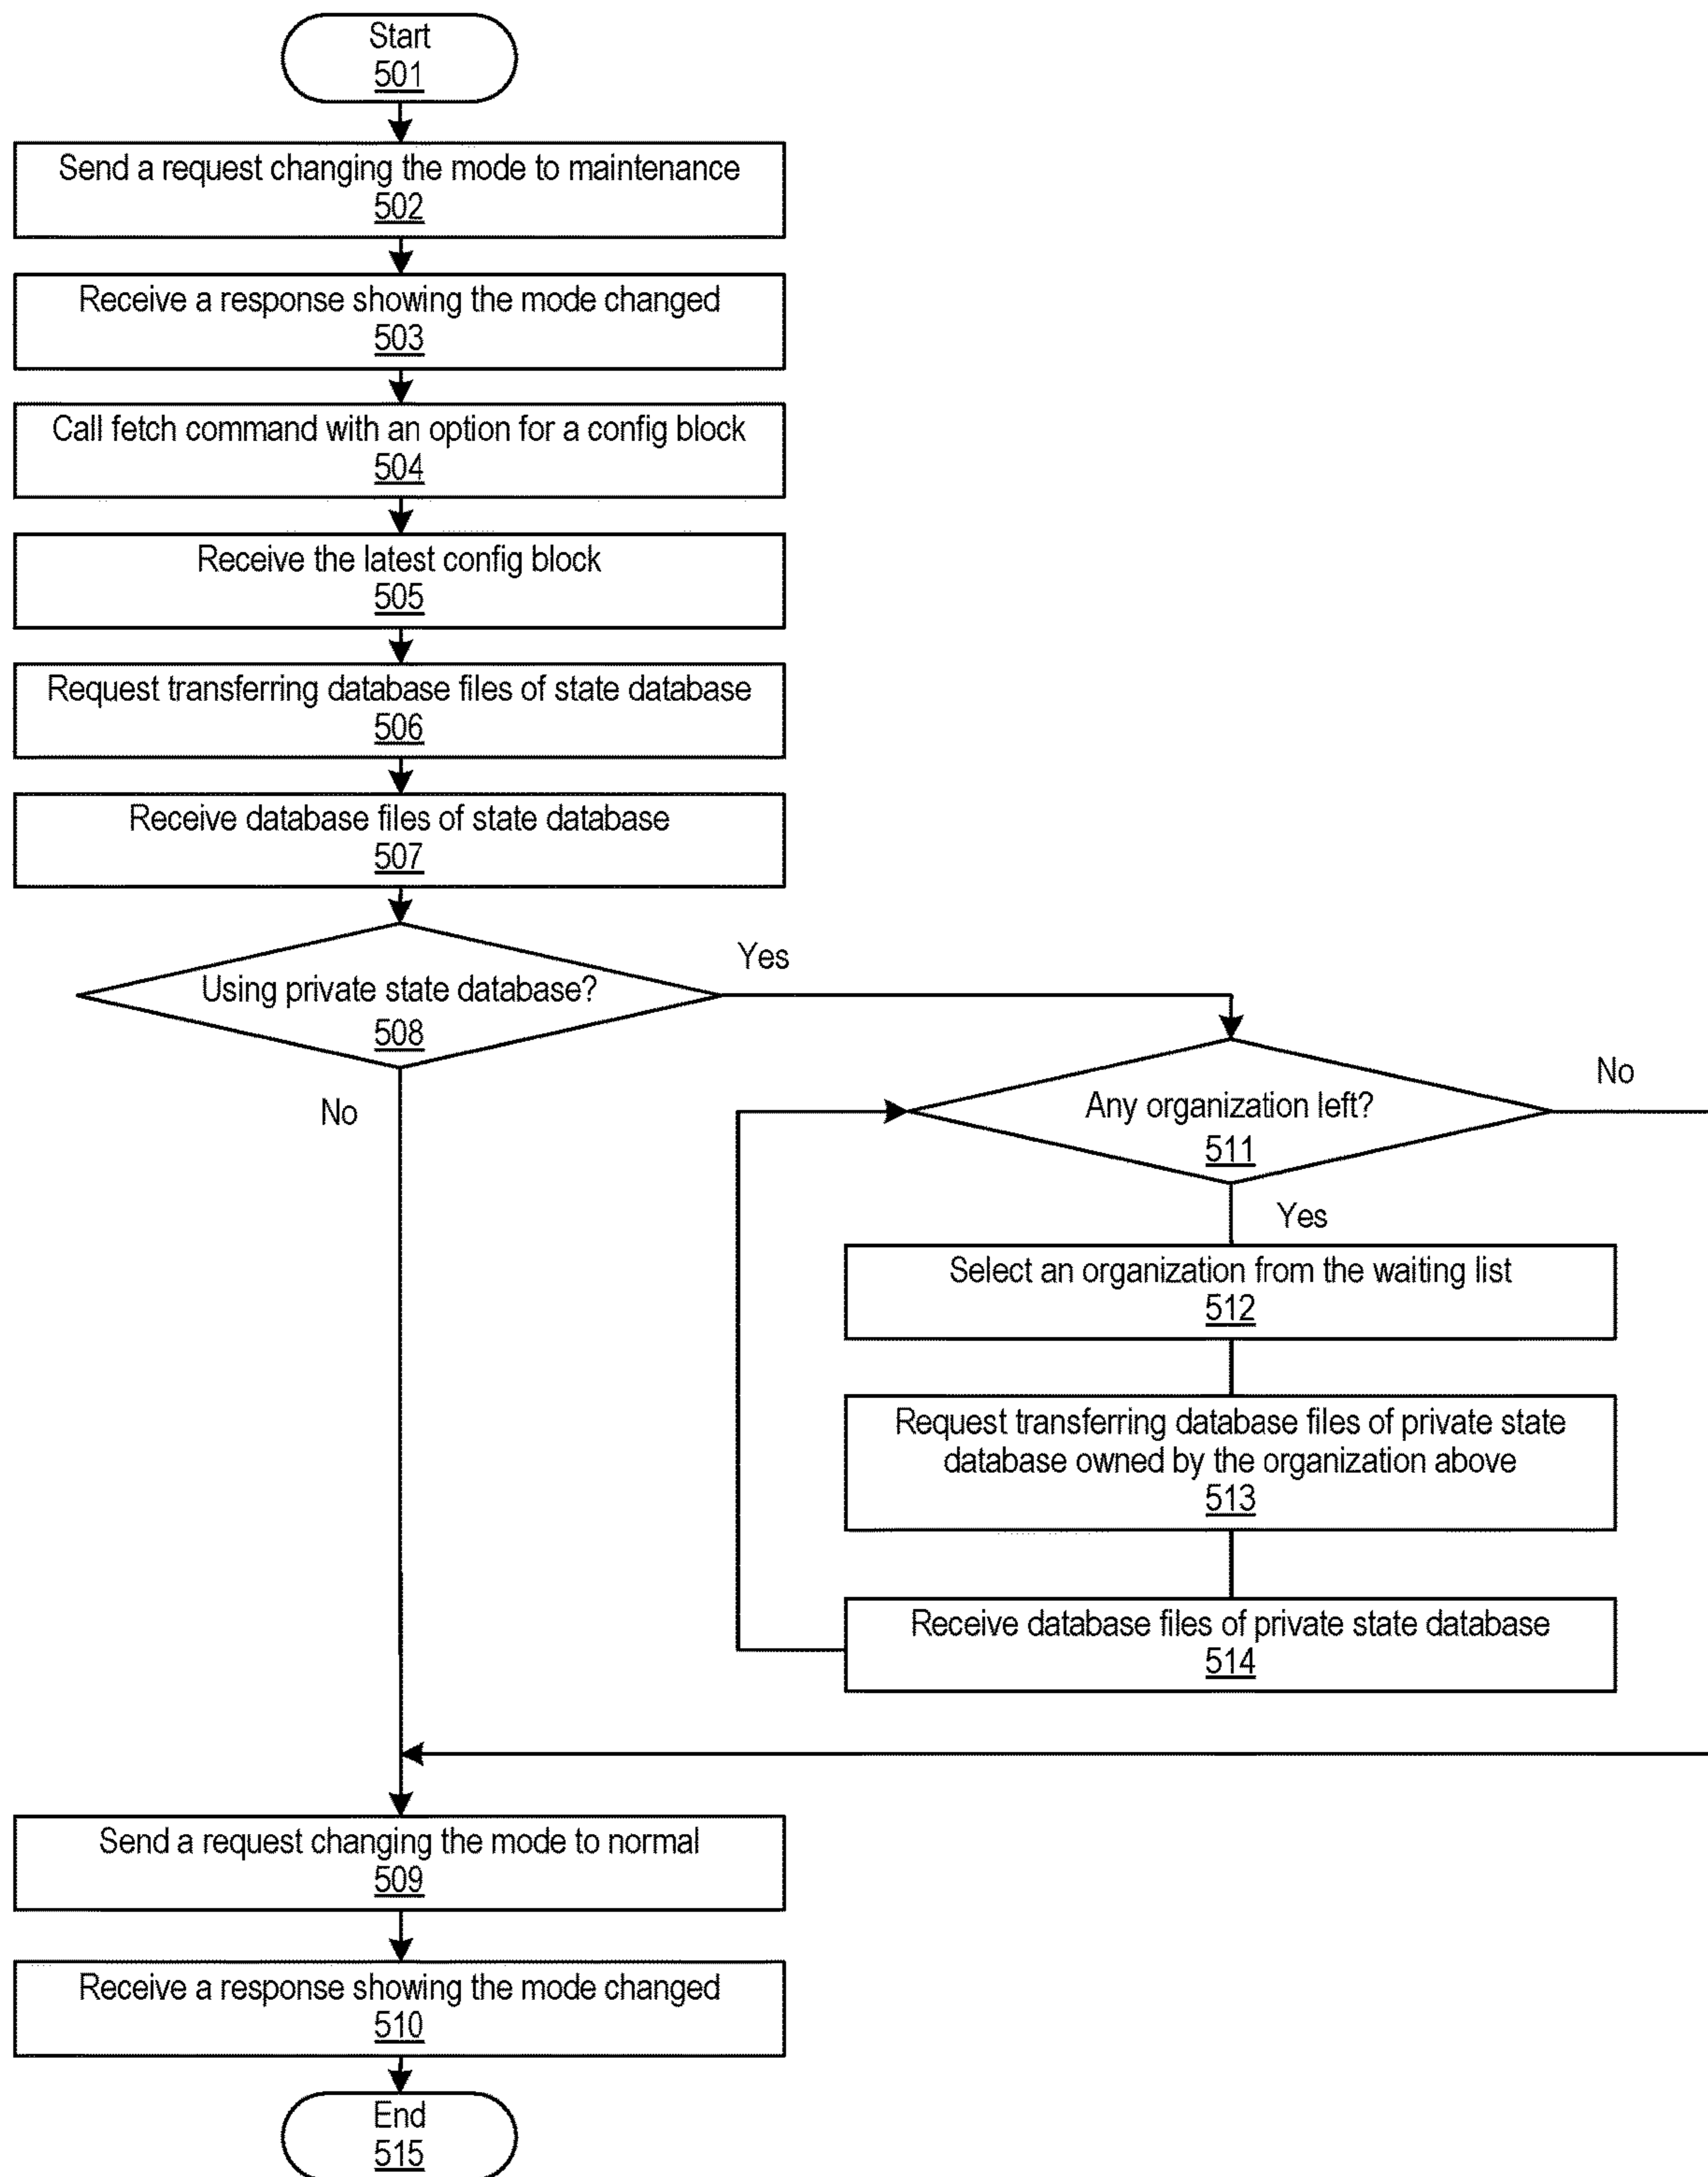 Start
501
Send a request changing the mode to maintenance
502
Receive a response showing the mode changed
503
Call fetch command with an option for a config block
504
Receive the latest config block
505
Request transferring database files of state database
506
Receive database files of state database
507
Using private state database?
508
Yes
No
Any organization left?
511
No
Yes
Select an organization from the waiting list
512
Request transferring database files of private state
database owned by the organization above
513
Receive database files of private state database
514
Send a request changing the mode to normal
509
Receive a response showing the mode changed
510
End
515